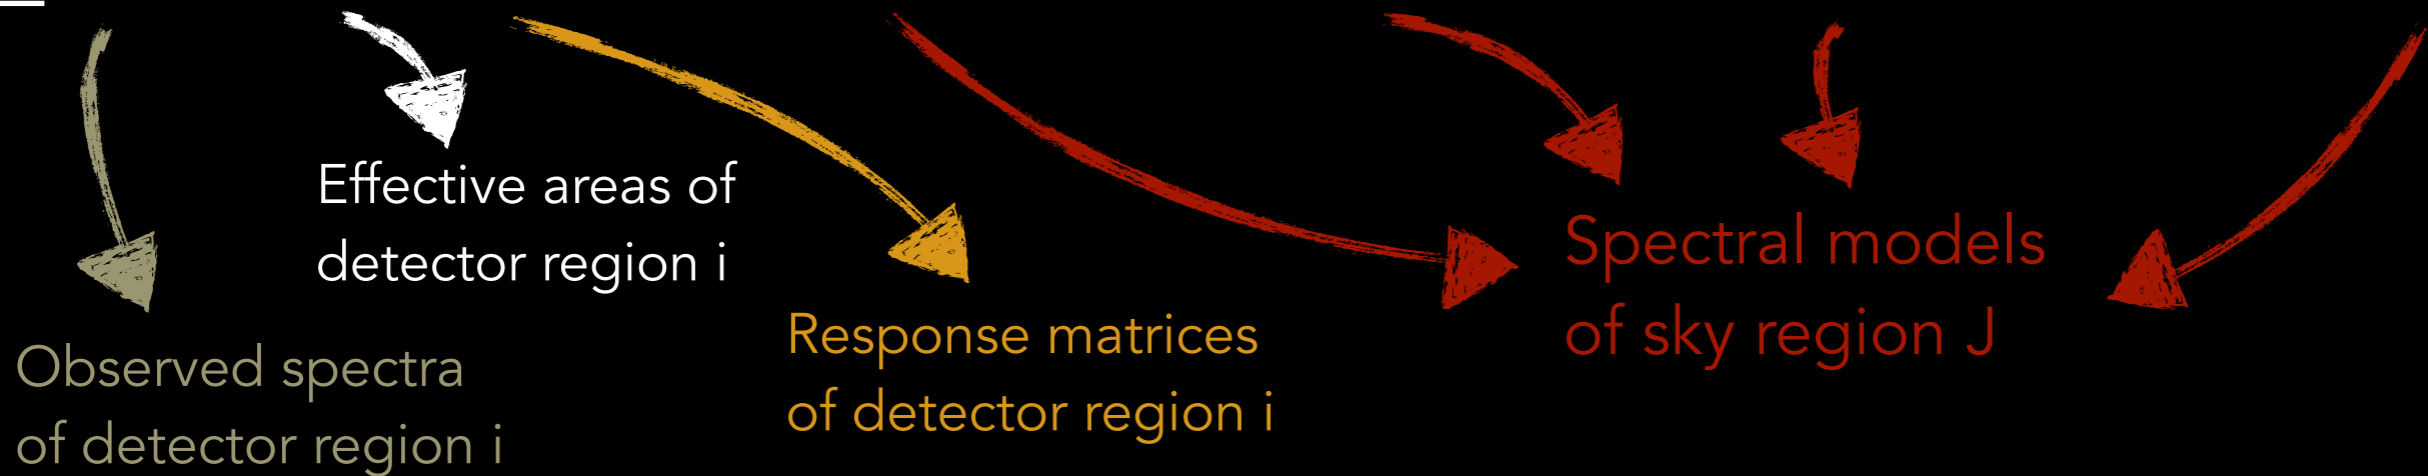 Effective areas of
detector region i
Observed spectra
of detector region i
Response matrices
of detector region i
Spectral models
of sky region J